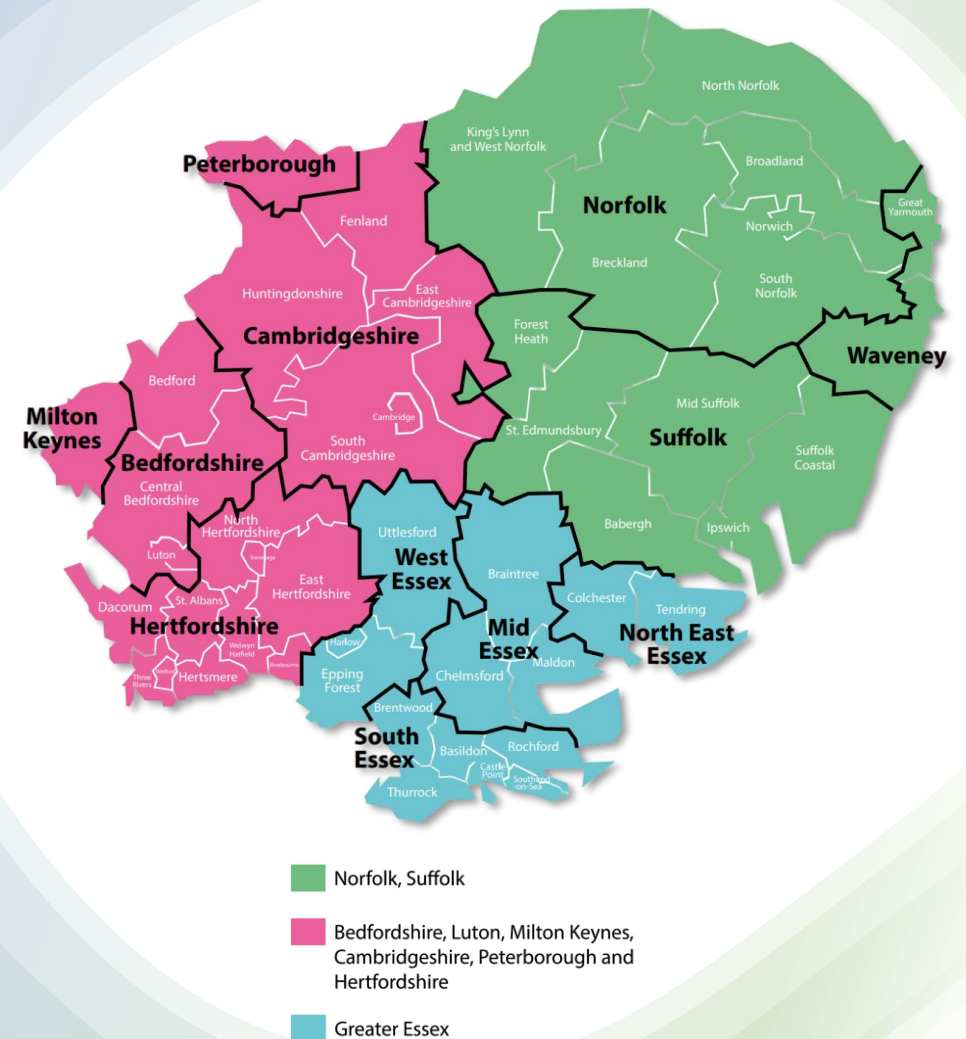 North Norfolk
King's Lynn
and West Norfolk
Broadland
Peterborough
Norfolk
Great
Yarmouth
Fenland
Norwich
Breckland
South
Norfolk
Huntingdonshire
East
Cambridgeshire
Forest
Heath
Cambridgeshire
Waveney
Bedford
Mid Suffolk
Milton
Keynes
Cambridge
St. Edmundsbury
Suffolk
South
Cambridgeshire
Suffolk
Coastal
Bedfordshire
Central
Bedfordshire
North
Hertfordshire
Uttlesford
Babergh
Ipswich
Luton
Stevenage
West
Essex
Braintree
East
Hertfordshire
Colchester
Tendring
Dacorum
St. Albans
Hertfordshire
Mid
Essex
North East
Essex
Welwyn
Hatfield
Harlow
Maldon
Three
Rivers
Watford
Hertsmere
Broxbourne
Epping
Forest
Chelmsford
Brentwood
South
Essex
Basildon
Rochford
Castle
Point
Southend
-on-Sea
Thurrock
Norfolk, Suffolk
Bedfordshire, Luton, Milton Keynes,
Cambridgeshire, Peterborough and
Hertfordshire
Greater Essex